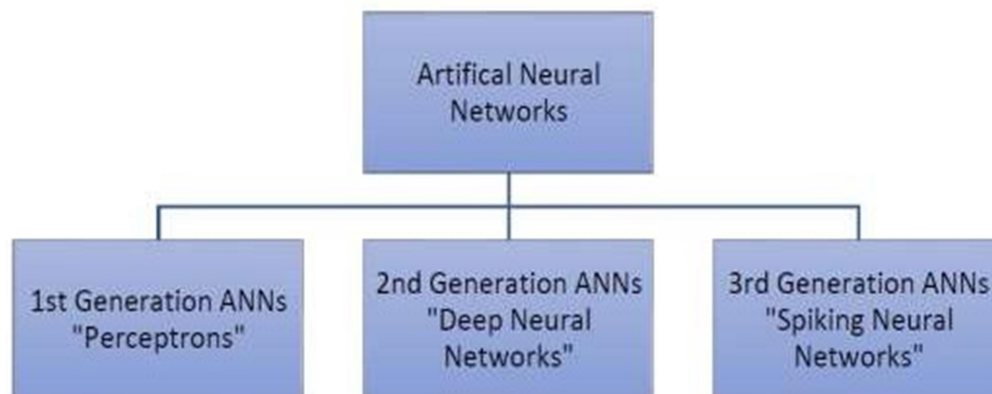 Artifical Neural
Networks
1st Generation ANNs
"Perceptrons"
2nd Generation ANNs
"Deep Neural
Networks"
3rd Generation ANNs
"Spiking Neural
Networks"